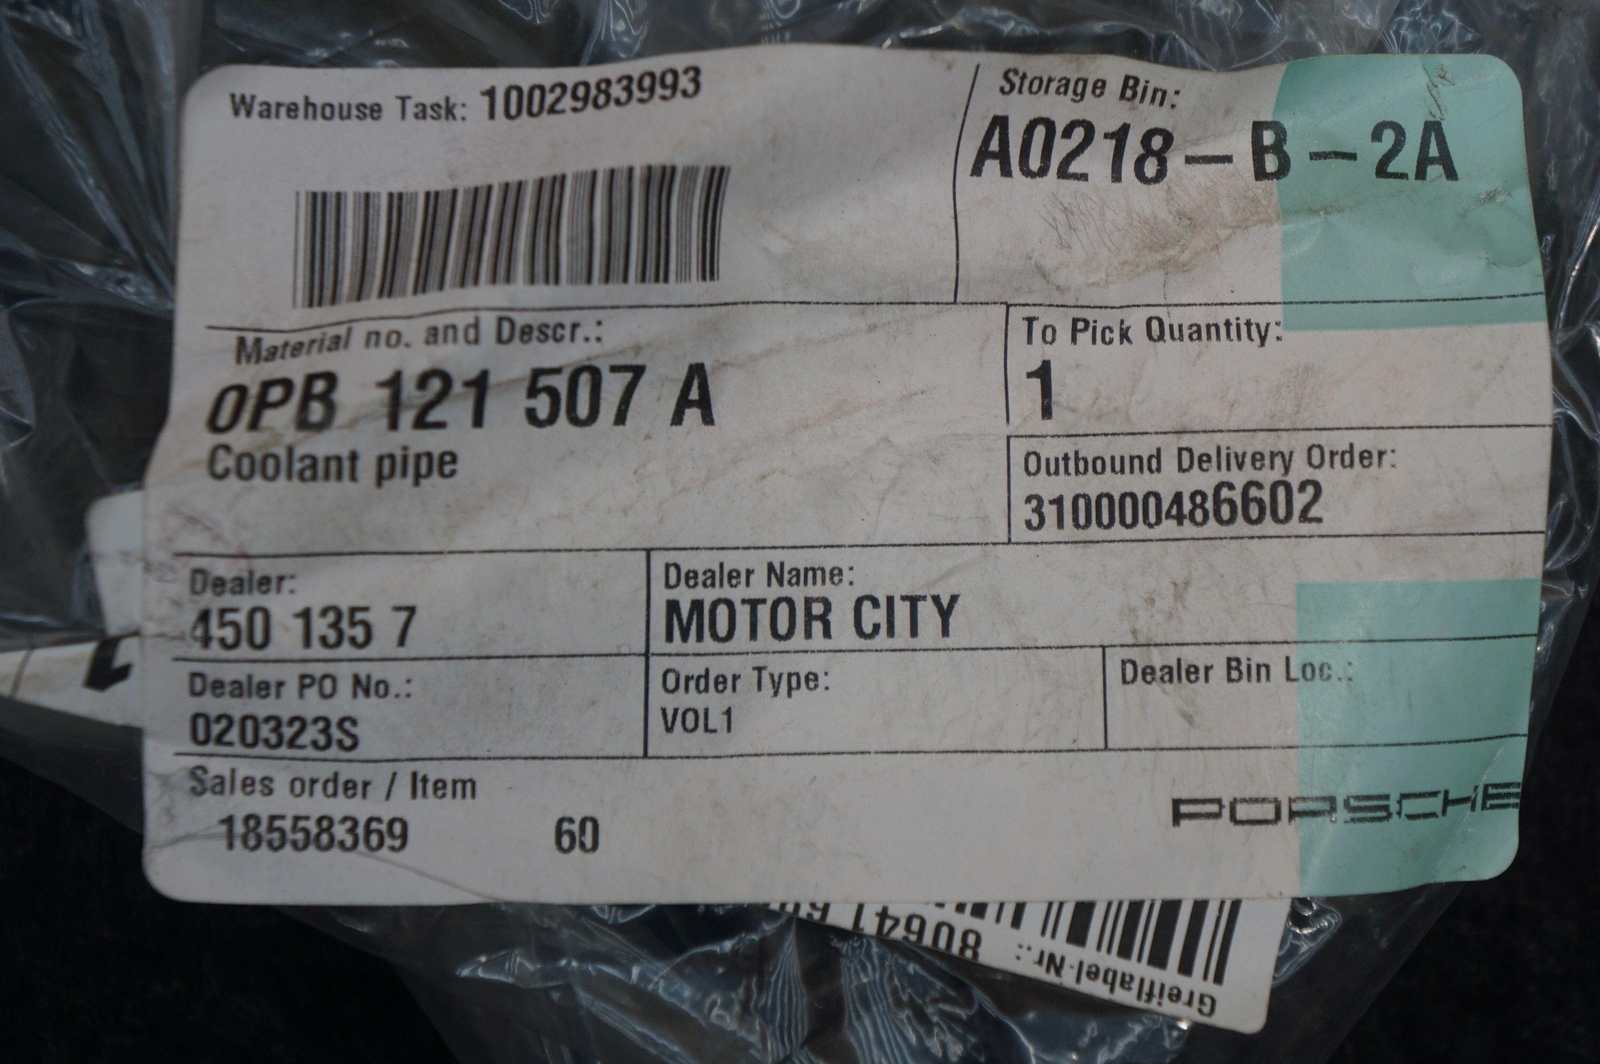 Warehouse Task: 1002983993
Storage Bin:
A0218-B-2A
Material no. and Descr.:
0PB 121 507 A
Coolant pipe
To Pick Quantity:
1
Outbound Delivery Order:
310000486602
Dealer:
450 135 7
Dealer Name:
MOTOR CITY
Dealer PO No.:
020323S
Order Type:
VOL1
Dealer Bin Loc.:
Sales order / Item
18558369 60
PORSCHE
Greiflabel-Nr.: 80641